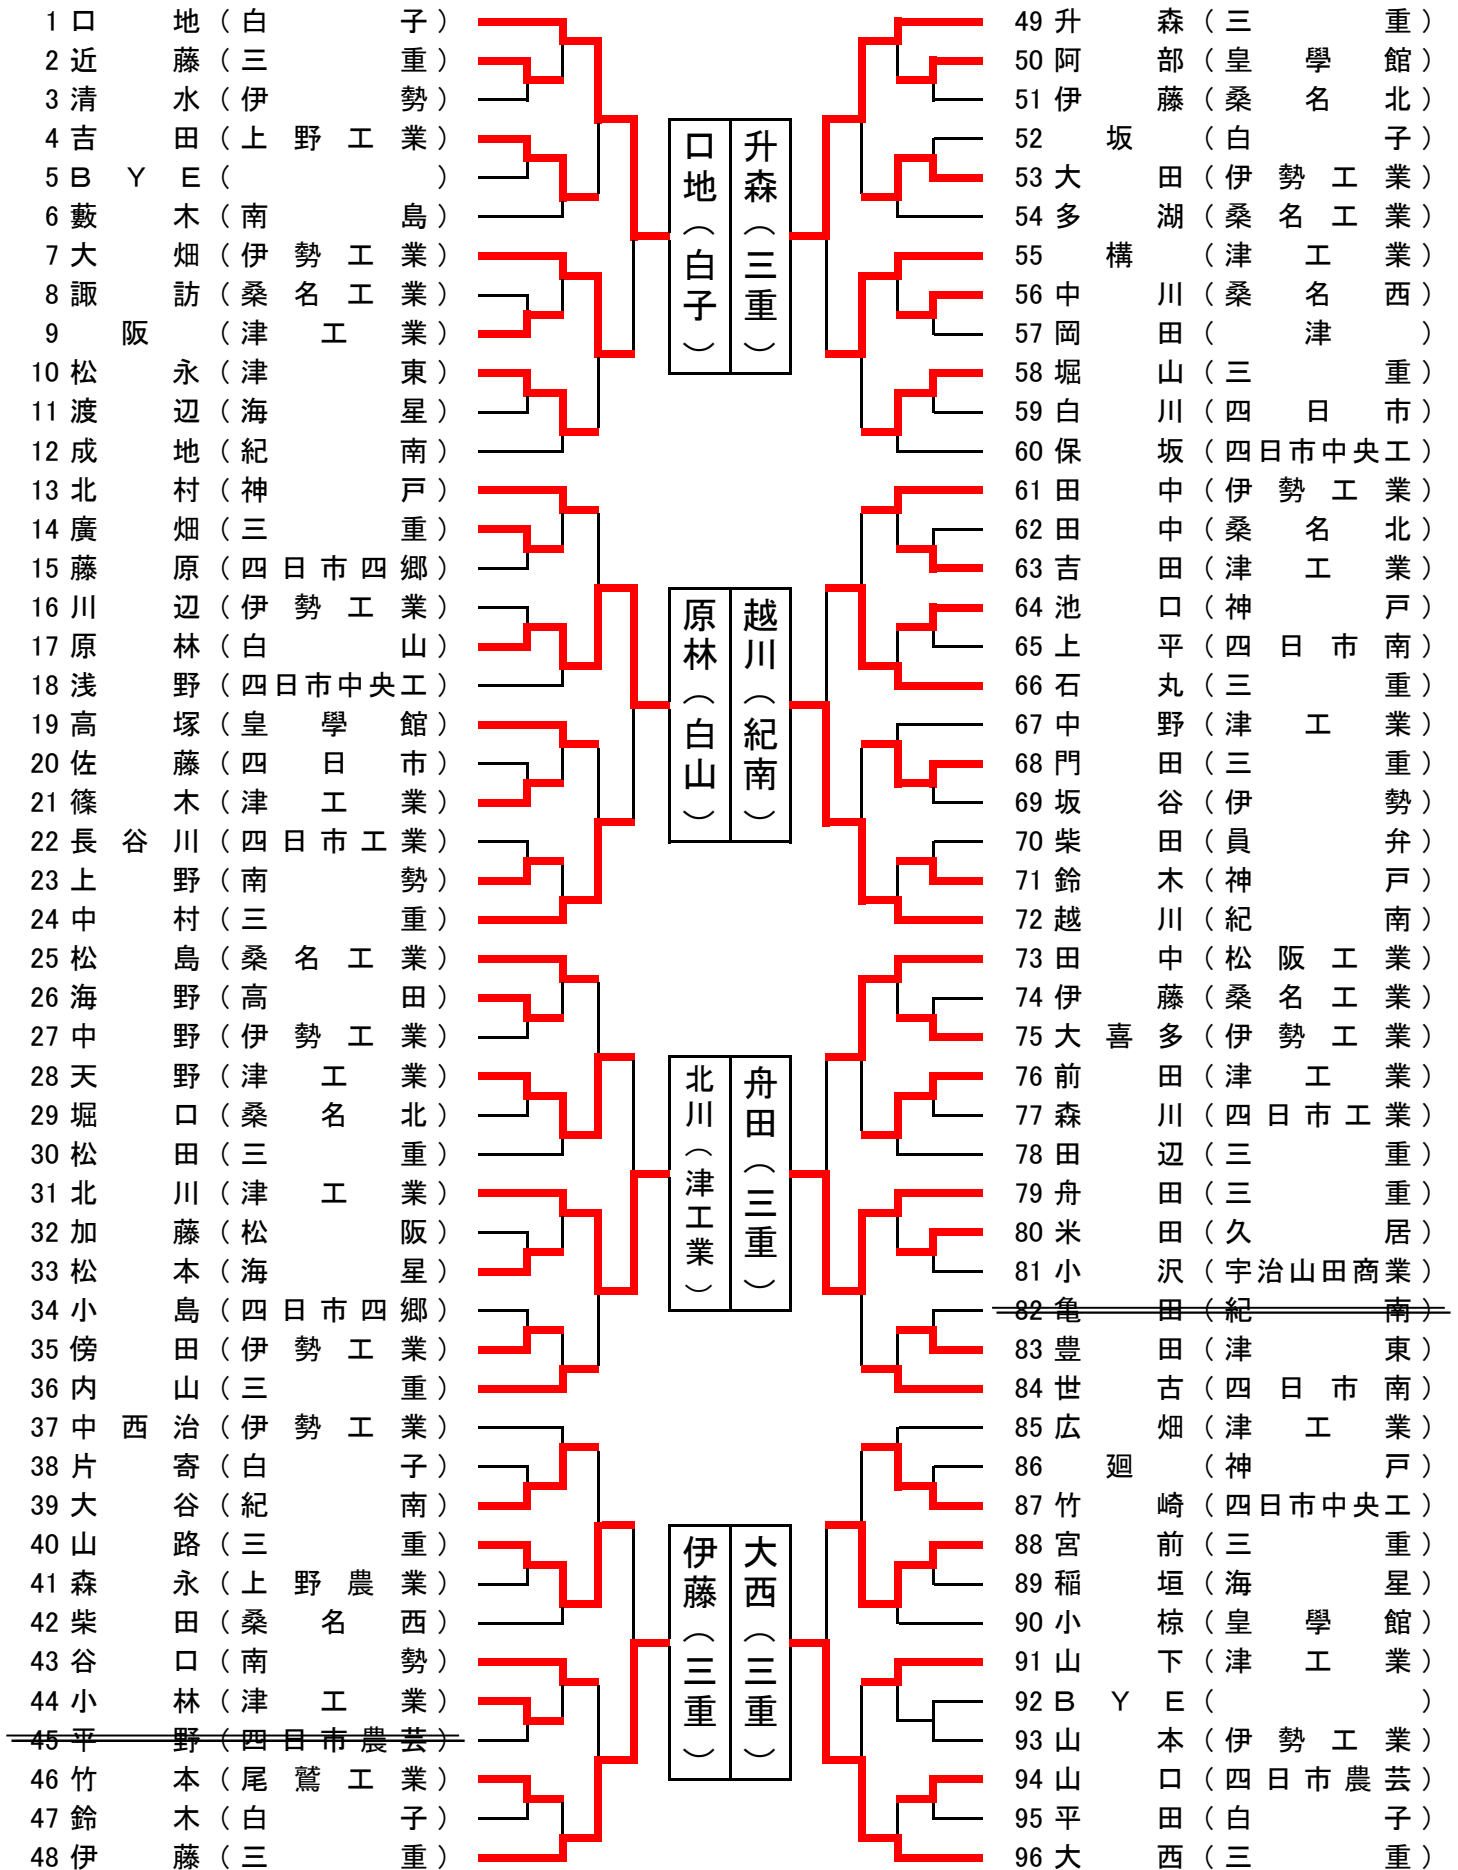 1 口地（白子）
2 近藤（三重）
3 清水（伊勢）
4 吉田（上野工業）
5 ＢＹＥ（ ）
6 藪木（南島）
7 大畑（伊勢工業）
8 諏訪（桑名工業）
9 阪（津工業）
10 松永（津東）
11 渡辺（海星）
12 成地（紀南）
13 北村（神戸）
14 廣畑（三重）
15 藤原（四日市四郷）
16 川辺（伊勢工業）
17 原林（白山）
18 浅野（四日市中央工）
19 高塚（皇學館）
20 佐藤（四日市）
21 篠木（津工業）
22 長谷川（四日市工業）
23 上野（南勢）
24 中村（三重）
25 松島（桑名工業）
26 海野（高田）
27 中野（伊勢工業）
28 天野（津工業）
29 堀口（桑名北）
30 松田（三重）
31 北川（津工業）
32 加藤（松阪）
33 松本（海星）
34 小島（四日市四郷）
35 傍田（伊勢工業）
36 内山（三重）
37 中西治（伊勢工業）
38 片寄（白子）
39 大谷（紀南）
40 山路（三重）
41 森永（上野農業）
42 柴田（桑名西）
43 谷口（南勢）
44 小林（津工業）
45 平野（四日市農芸）
46 竹本（尾鷲工業）
47 鈴木（白子）
48 伊藤（三重）
口地（白子）
升森（三重）
原林（白山）
越川（紀南）
北川（津工業）
舟田（三重）
伊藤（三重）
大西（三重）
49 升森（三重）
50 阿部（皇學館）
51 伊藤（桑名北）
52 坂（白子）
53 大田（伊勢工業）
54 多湖（桑名工業）
55 構（津工業）
56 中川（桑名西）
57 岡田（津）
58 堀山（三重）
59 白川（四日市）
60 保坂（四日市中央工）
61 田中（伊勢工業）
62 田中（桑名北）
63 吉田（津工業）
64 池口（神戸）
65 上平（四日市南）
66 石丸（三重）
67 中野（津工業）
68 門田（三重）
69 坂谷（伊勢）
70 柴田（員弁）
71 鈴木（神戸）
72 越川（紀南）
73 田中（松阪工業）
74 伊藤（桑名工業）
75 大喜多（伊勢工業）
76 前田（津工業）
77 森川（四日市工業）
78 田辺（三重）
79 舟田（三重）
80 米田（久居）
81 小沢（宇治山田商業）
82 亀田（紀南）
83 豊田（津東）
84 世古（四日市南）
85 広畑（津工業）
86 廻（神戸）
87 竹崎（四日市中央工）
88 宮前（三重）
89 稲垣（海星）
90 小椋（皇學館）
91 山下（津工業）
92 ＢＹＥ（ ）
93 山本（伊勢工業）
94 山口（四日市農芸）
95 平田（白子）
96 大西（三重）